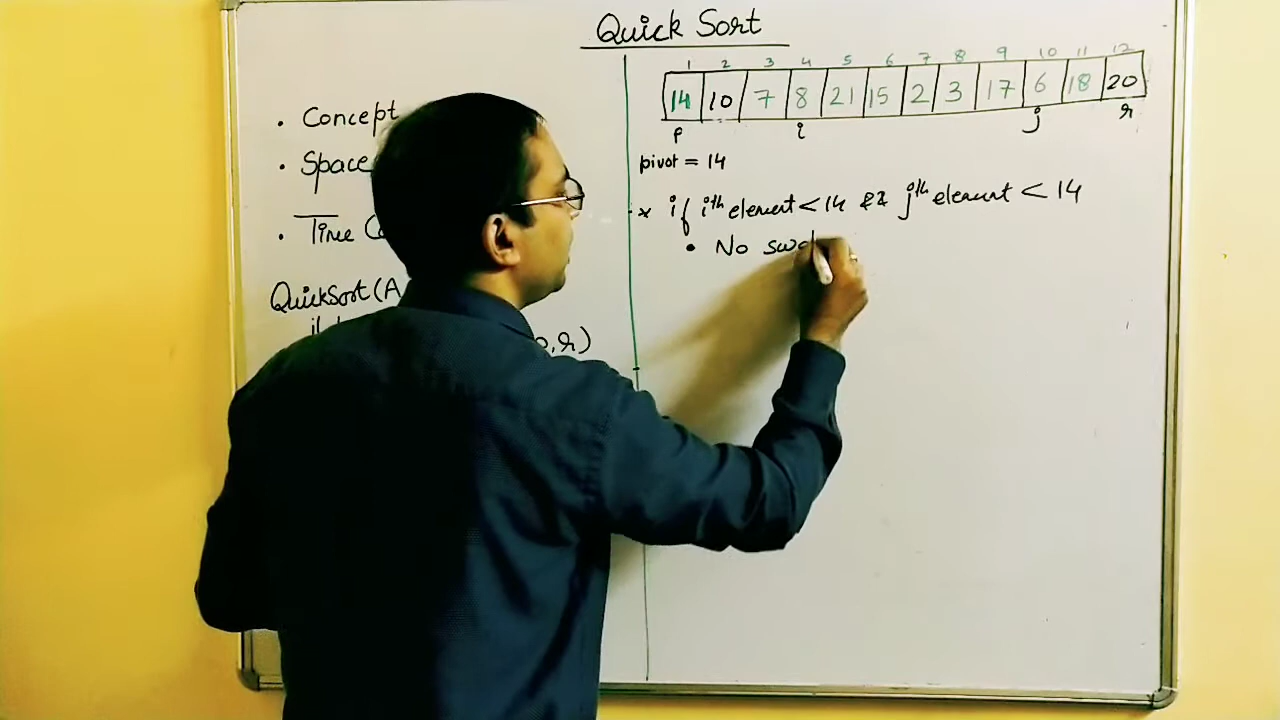 Quick Sort
• Concept
• Space
• Time
QuickSort(A
,r)
1 2 3 4 5 6 7 8 9 10 11 12
14 10 7 8 21 15 2 3 17 6 18 20
p i j r
pivot = 14
* if ith element < 14 && jth element < 14
• No